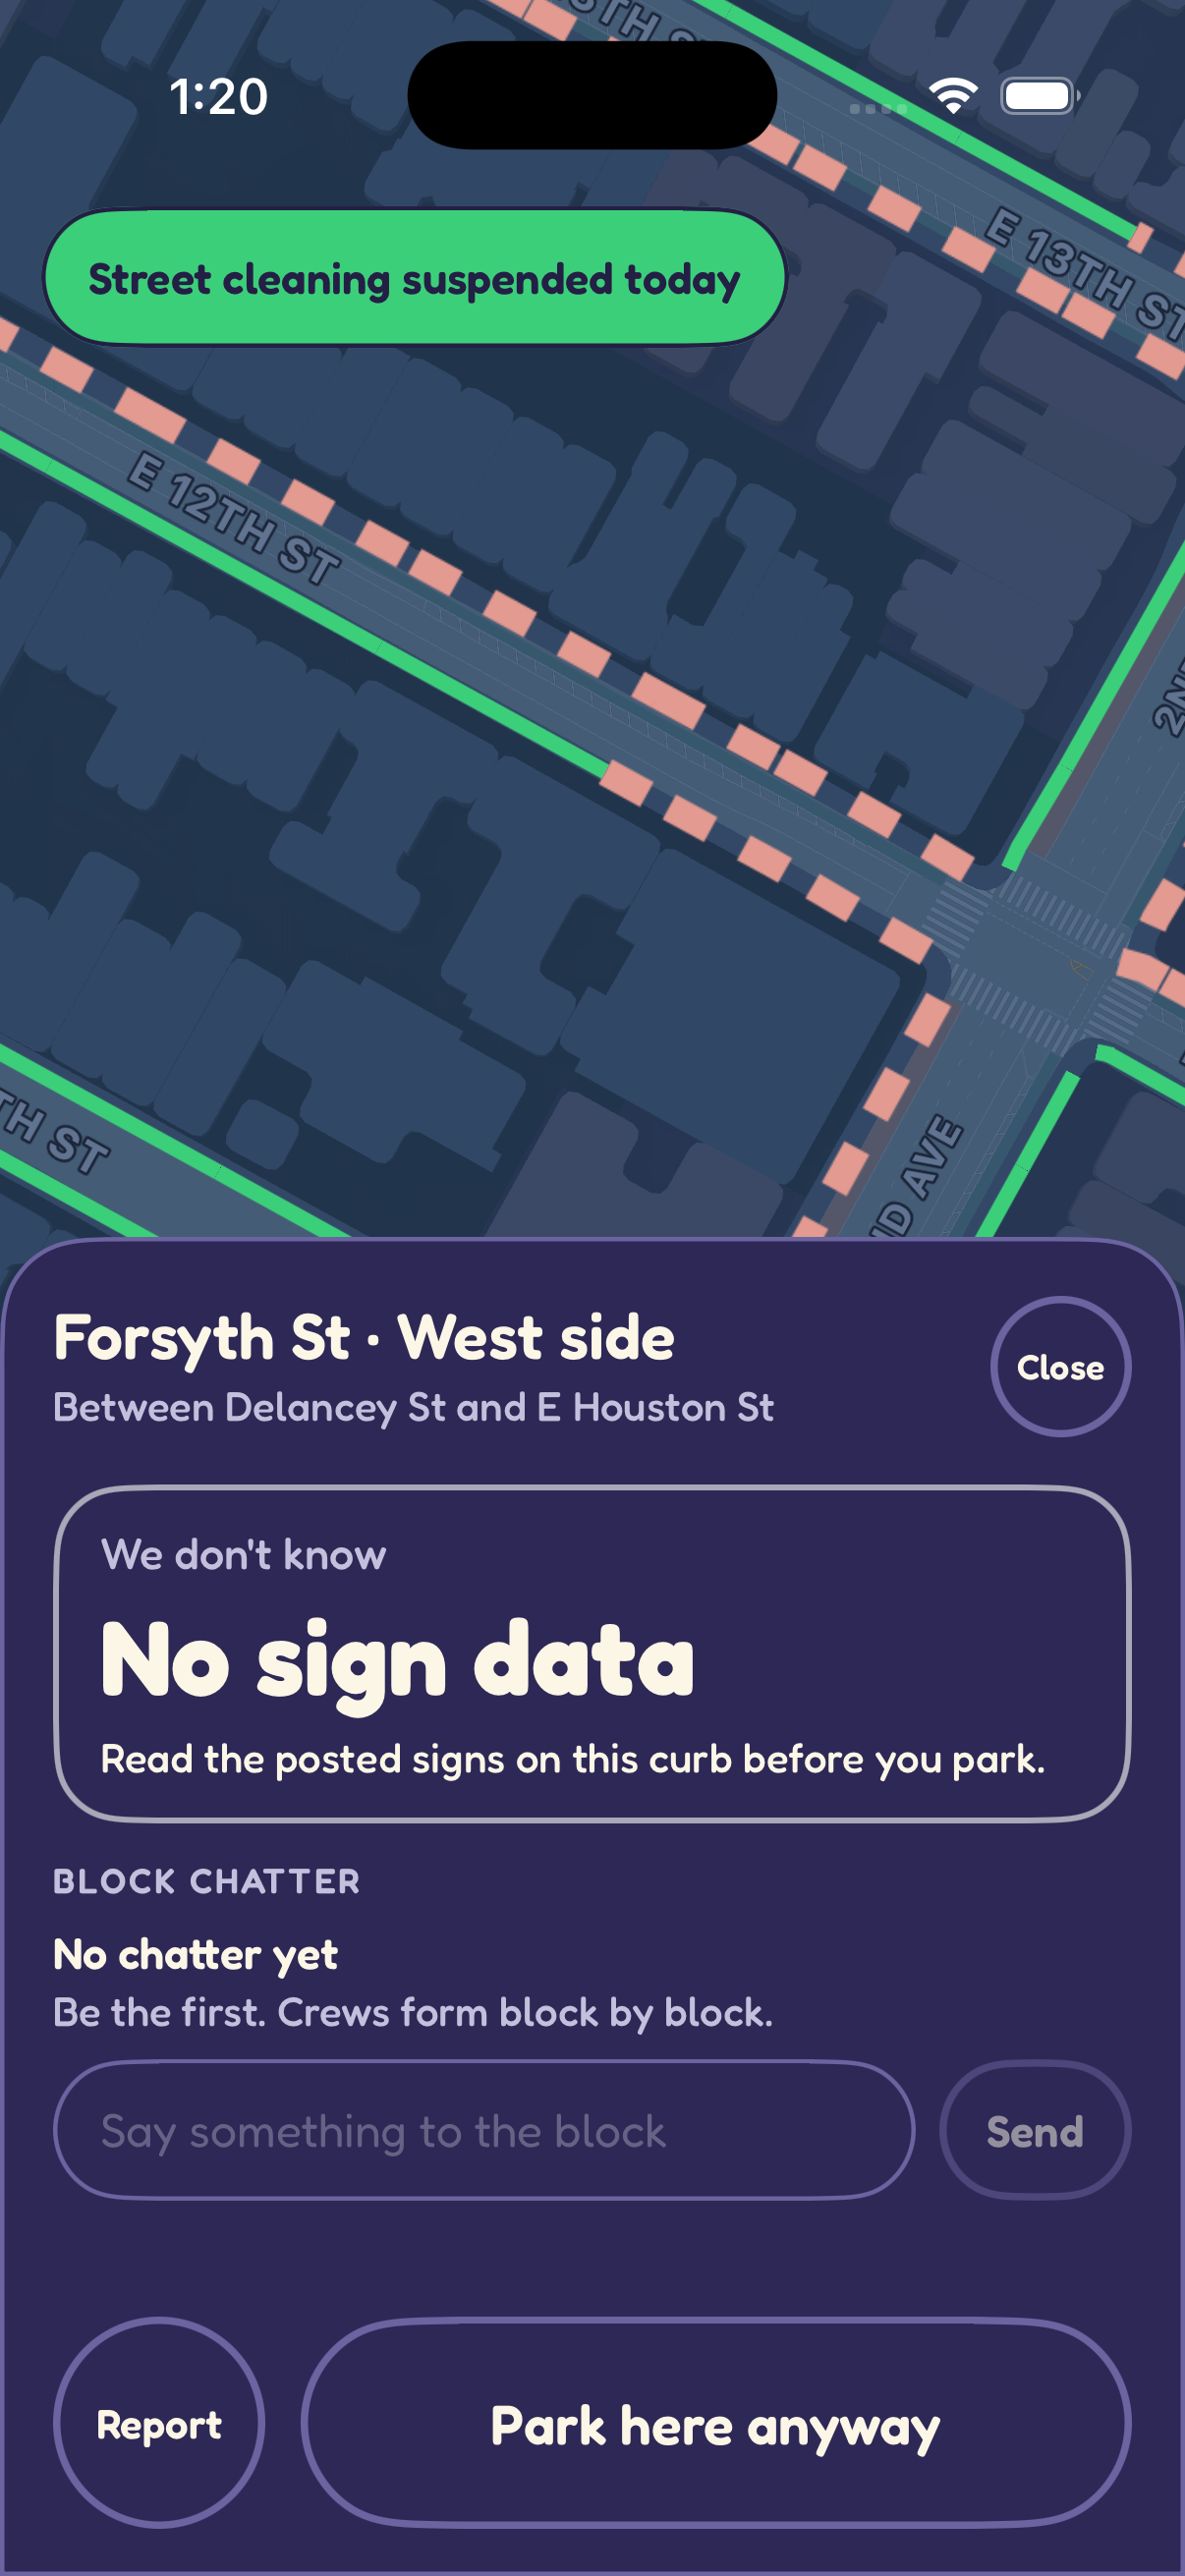 1:20
E 13TH ST
Street cleaning suspended today
E 12TH ST
TH ST
AVE
Forsyth St · West side
Close
Between Delancey St and E Houston St
We don't know
No sign data
Read the posted signs on this curb before you park.
BLOCK CHATTER
No chatter yet
Be the first. Crews form block by block.
Say something to the block
Send
Report
Park here anyway